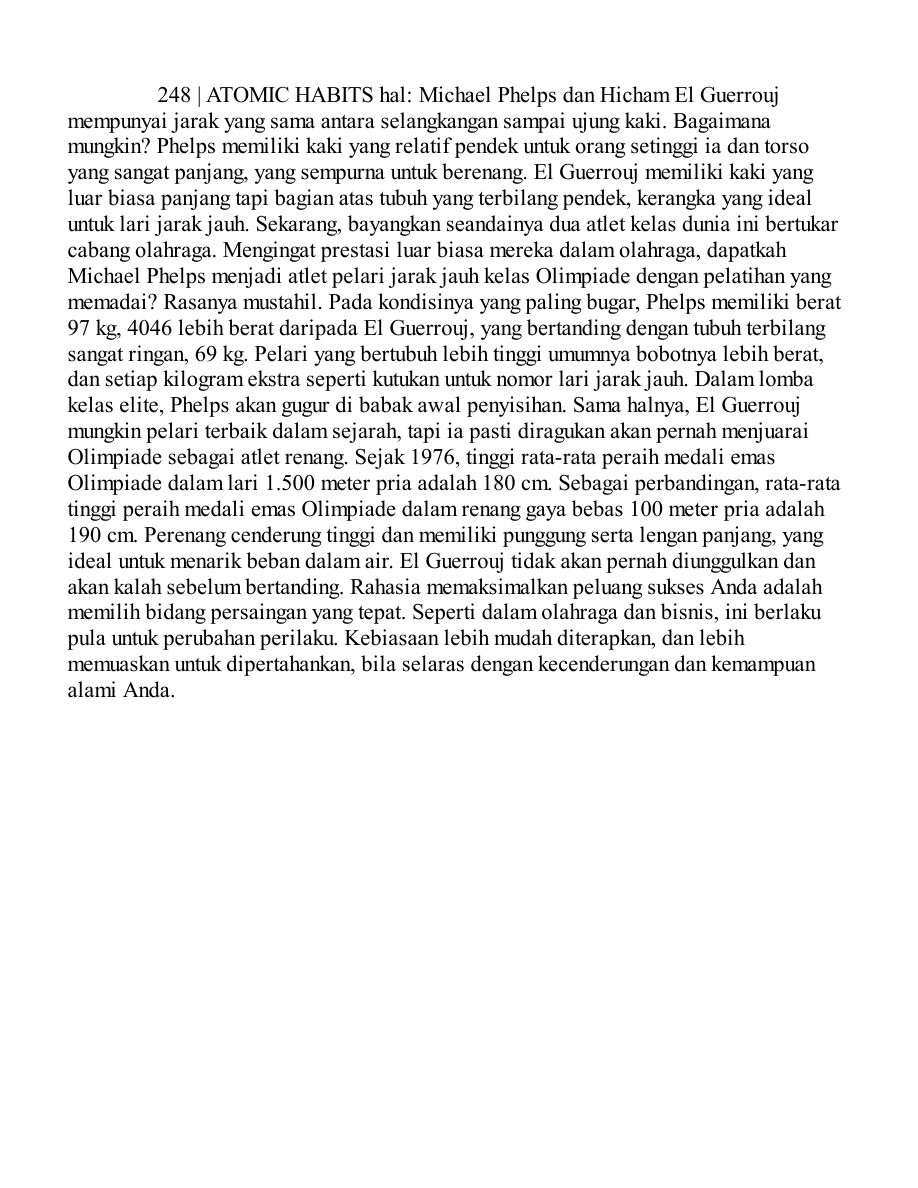 248 | ATOMIC HABITS hal: Michael Phelps dan Hicham El Guerrouj
mempunyai jarak yang sama antara selangkangan sampai ujung kaki. Bagaimana
mungkin? Phelps memiliki kaki yang relatif pendek untuk orang setinggi ia dan torso
yang sangat panjang, yang sempurna untuk berenang. El Guerrouj memiliki kaki yang
luar biasa panjang tapi bagian atas tubuh yang terbilang pendek, kerangka yang ideal
untuk lari jarak jauh. Sekarang, bayangkan seandainya dua atlet kelas dunia ini bertukar
cabang olahraga. Mengingat prestasi luar biasa mereka dalam olahraga, dapatkah
Michael Phelps menjadi atlet pelari jarak jauh kelas Olimpiade dengan pelatihan yang
memadai? Rasanya mustahil. Pada kondisinya yang paling bugar, Phelps memiliki berat
97 kg, 4046 lebih berat daripada El Guerrouj, yang bertanding dengan tubuh terbilang
sangat ringan, 69 kg. Pelari yang bertubuh lebih tinggi umumnya bobotnya lebih berat,
dan setiap kilogram ekstra seperti kutukan untuk nomor lari jarak jauh. Dalam lomba
kelas elite, Phelps akan gugur di babak awal penyisihan. Sama halnya, El Guerrouj
mungkin pelari terbaik dalam sejarah, tapi ia pasti diragukan akan pernah menjuarai
Olimpiade sebagai atlet renang. Sejak 1976, tinggi rata-rata peraih medali emas
Olimpiade dalam lari 1.500 meter pria adalah 180 cm. Sebagai perbandingan, rata-rata
tinggi peraih medali emas Olimpiade dalam renang gaya bebas 100 meter pria adalah
190 cm. Perenang cenderung tinggi dan memiliki punggung serta lengan panjang, yang
ideal untuk menarik beban dalam air. El Guerrouj tidak akan pernah diunggulkan dan
akan kalah sebelum bertanding. Rahasia memaksimalkan peluang sukses Anda adalah
memilih bidang persaingan yang tepat. Seperti dalam olahraga dan bisnis, ini berlaku
pula untuk perubahan perilaku. Kebiasaan lebih mudah diterapkan, dan lebih
memuaskan untuk dipertahankan, bila selaras dengan kecenderungan dan kemampuan
alami Anda.